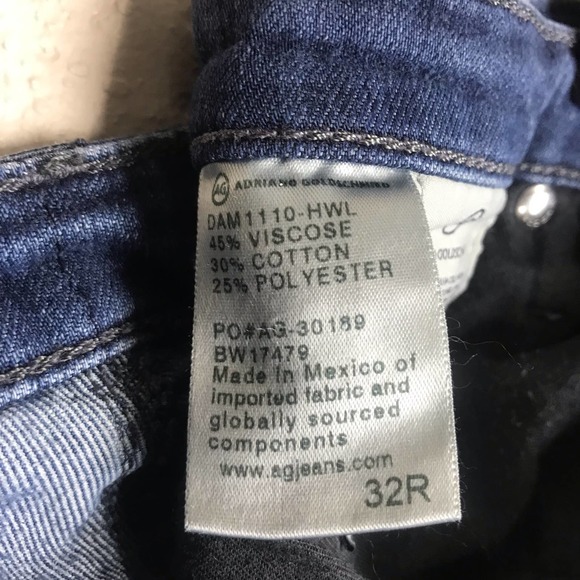 AG ADRIANO GOLDSCHMIED
DAM1110-HWL
45% VISCOSE
30% COTTON
25% POLYESTER
PO#AG-30189
BW17479
Made in Mexico of
imported fabric and
globally sourced
components
www.agjeans.com
32R